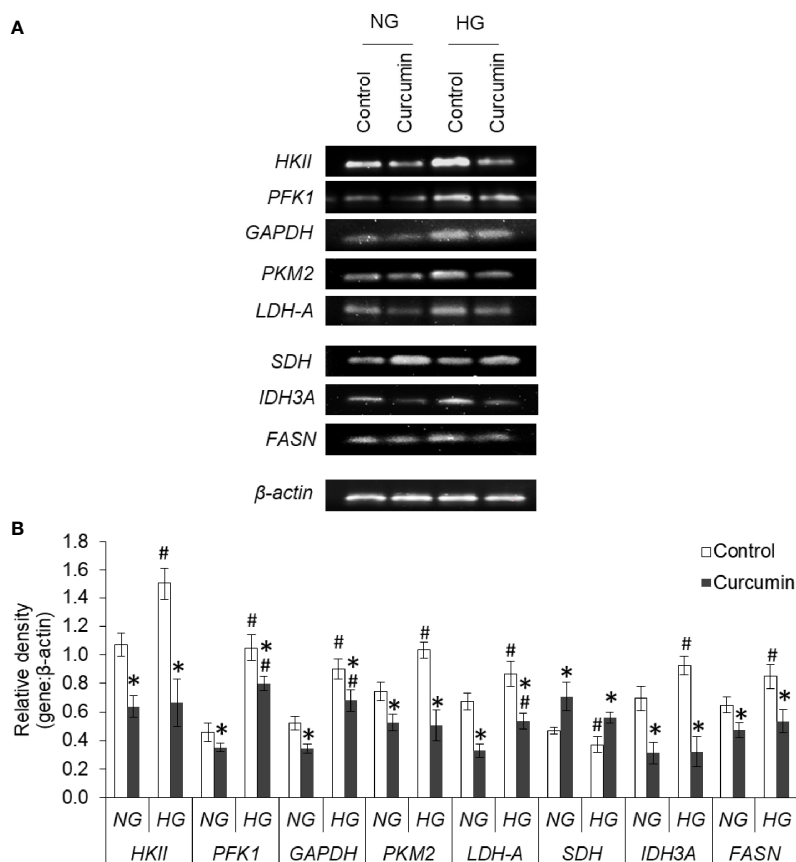 A
NG HG
Control Curcumin Control Curcumin
HKII
PFK1
GAPDH
PKM2
LDH-A
SDH
IDH3A
FASN
β-actin
B
Relative density
(gene:β-actin)
1.8
1.6
1.4
1.2
1.0
0.8
0.6
0.4
0.2
0.0
Control
Curcumin
* # * * # * # * # * # * * # * # * # * # * * # * # * * # *
NG HG NG HG NG HG NG HG NG HG NG HG NG HG NG HG
HKII PFK1 GAPDH PKM2 LDH-A SDH IDH3A FASN